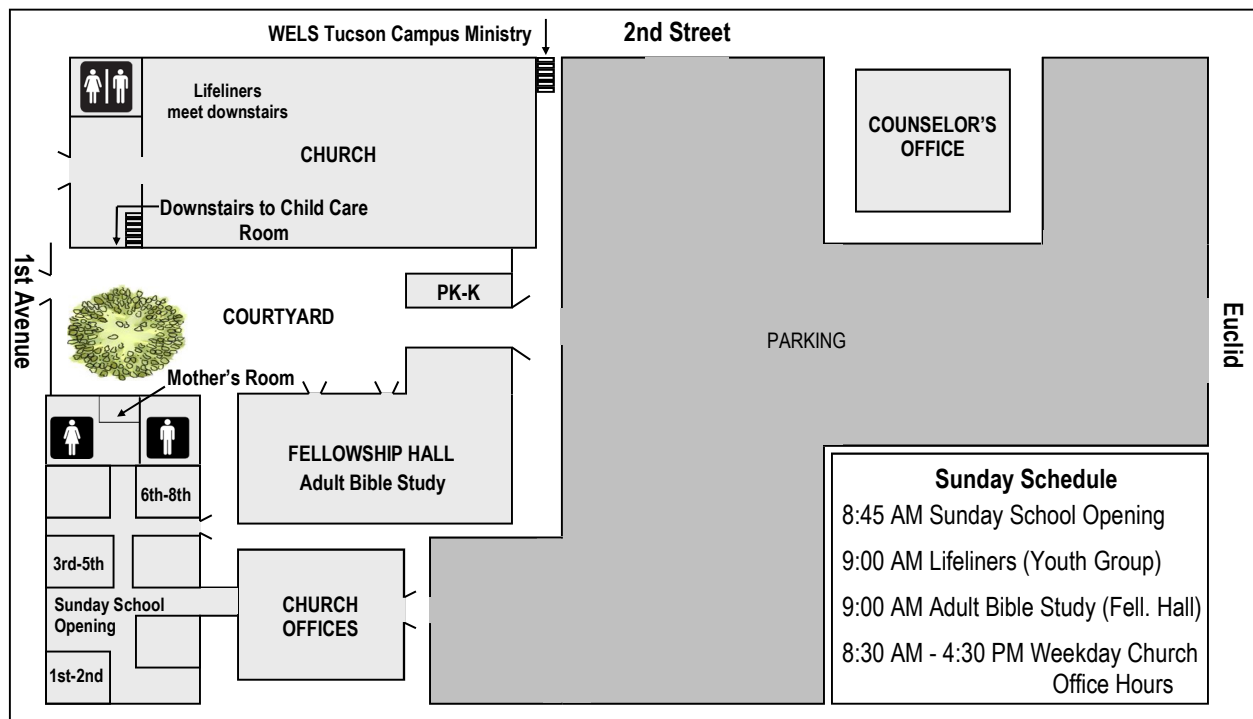 WELS Tucson Campus Ministry
2nd Street
Lifeliners
meet downstairs
CHURCH
COUNSELOR'S
OFFICE
Downstairs to Child Care
Room
1st Avenue
PK-K
COURTYARD
PARKING
Euclid
Mother's Room
FELLOWSHIP HALL
Adult Bible Study
6th-8th
3rd-5th
Sunday School
Opening
CHURCH
OFFICES
1st-2nd
Sunday Schedule
8:45 AM Sunday School Opening
9:00 AM Lifeliners (Youth Group)
9:00 AM Adult Bible Study (Fell. Hall)
8:30 AM - 4:30 PM Weekday Church
Office Hours